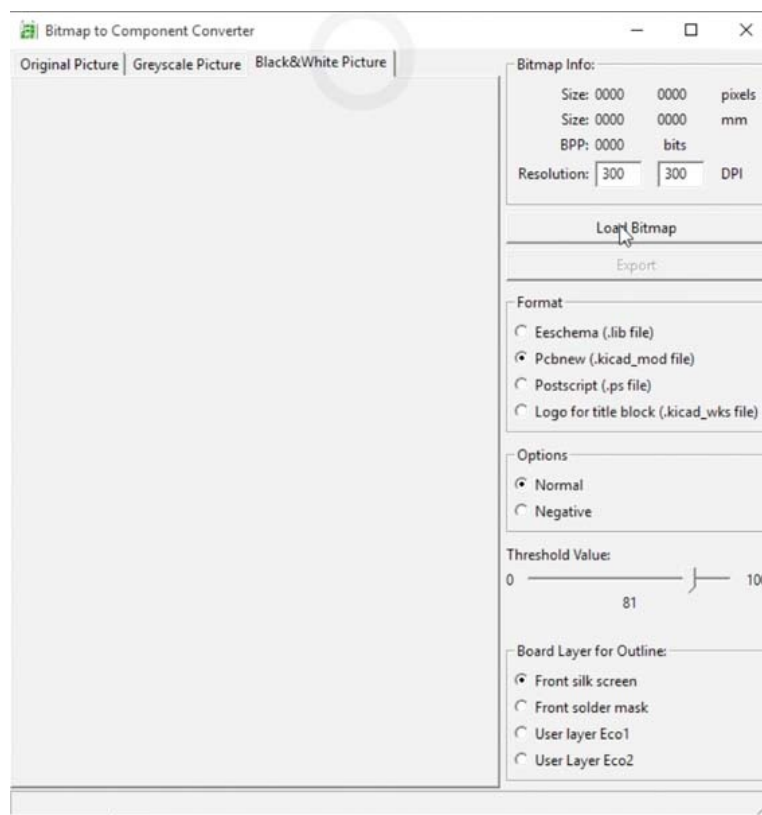 Bitmap to Component Converter
Original Picture Greyscale Picture Black&White Picture
Bitmap Info:
Size: 0000 0000 pixels
Size: 0000 0000 mm
BPP: 0000 bits
Resolution: 300 300 DPI
Load Bitmap
Export
Format
Eeschema (.lib file)
Pcbnew (.kicad_mod file)
Postscript (.ps file)
Logo for title block (.kicad_wks file)
Options
Normal
Negative
Threshold Value:
0
81
Board Layer for Outline:
Front silk screen
Front solder mask
User layer Eco1
User Layer Eco2